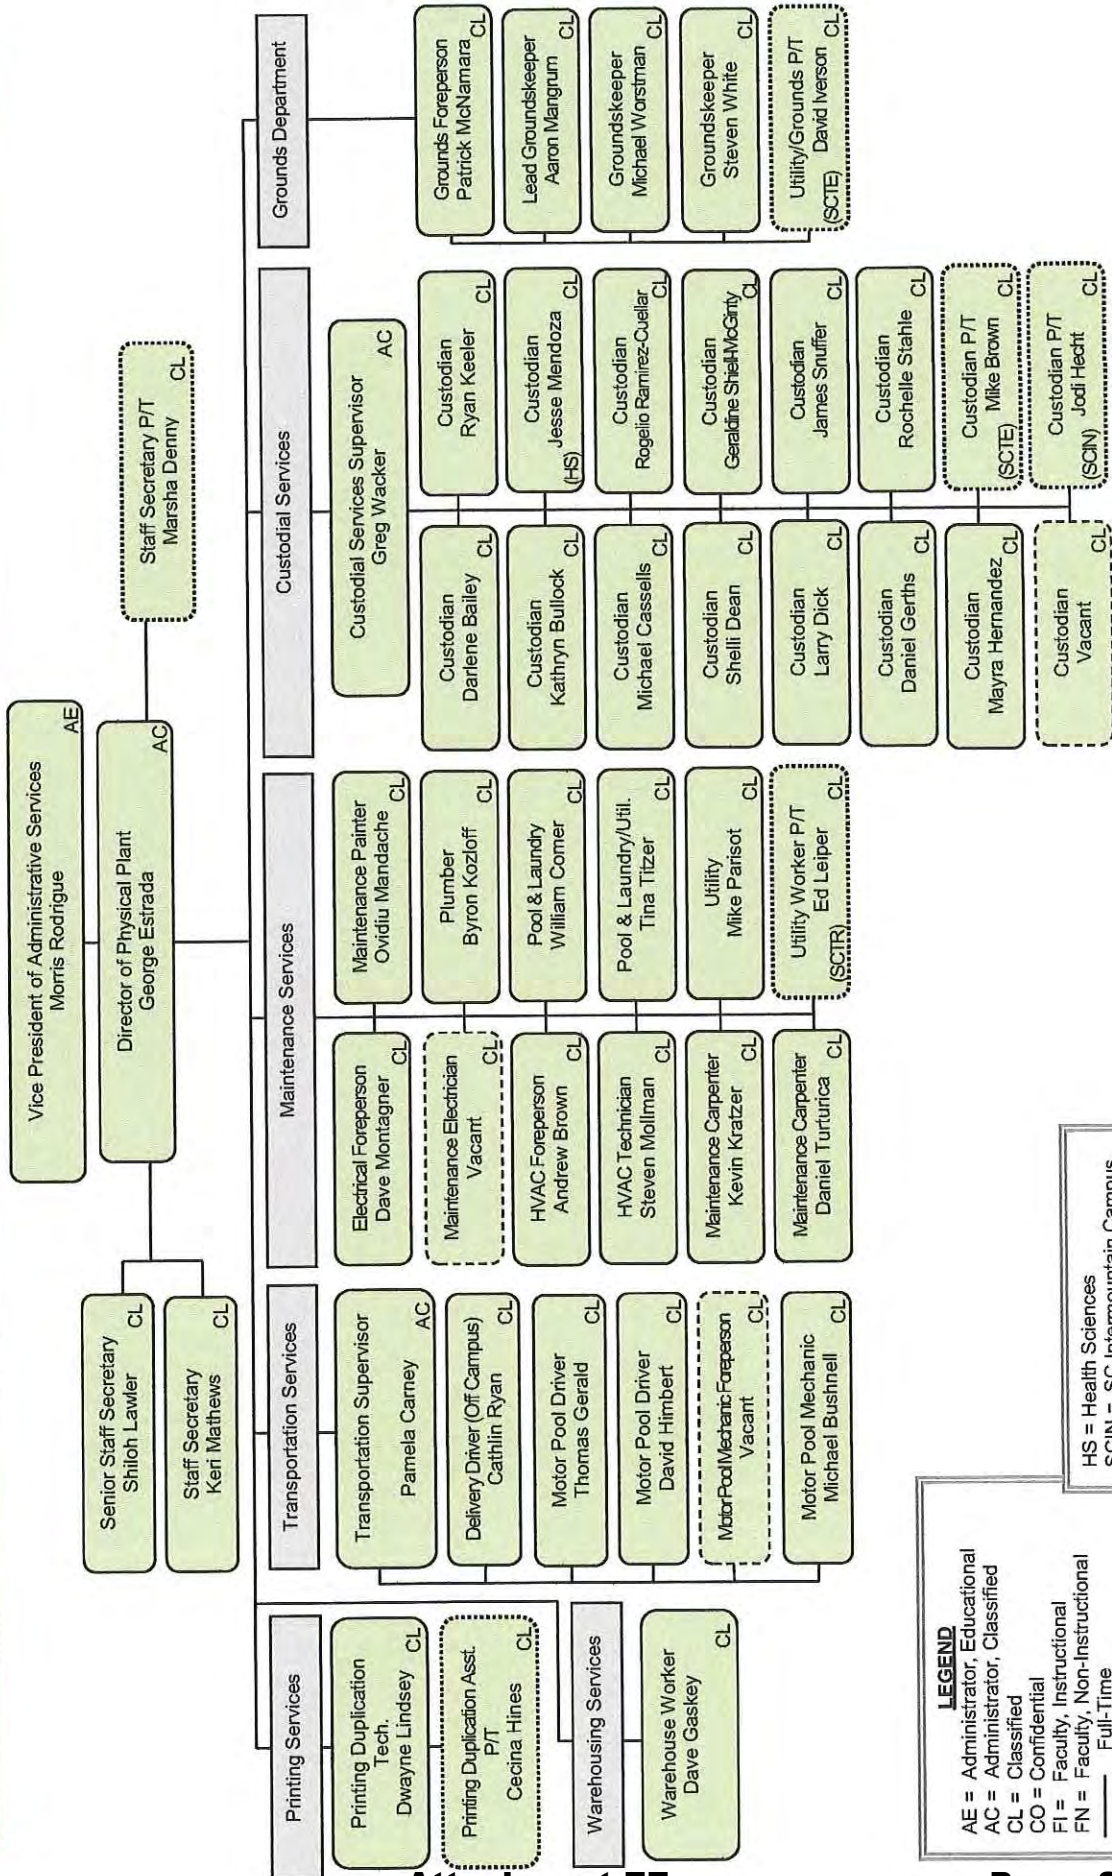 Vice President of Administrative Services
Morris Rodrigue
AE
Director of Physical Plant
George Estrada
AC
Senior Staff Secretary
Shiloh Lawler
CL
Staff Secretary
Keri Mathews
CL
Staff Secretary P/T
Marsha Denny
CL
Printing Services
Printing Duplication
Tech.
Dwayne Lindsey
CL
Printing Duplication Asst.
P/T
Cecina Hines
CL
Warehousing Services
Warehouse Worker
Dave Gaskey
CL
Transportation Services
Transportation Supervisor
Pamela Carney
AC
Delivery Driver (Off Campus)
Cathlin Ryan
CL
Motor Pool Driver
Thomas Gerald
CL
Motor Pool Driver
David Himbert
CL
Motor Pool Mechanic Foreperson
Vacant
CL
Motor Pool Mechanic
Michael Bushnell
CL
Maintenance Services
Electrical Foreperson
Dave Montagner
CL
Maintenance Electrician
Vacant
CL
HVAC Foreperson
Andrew Brown
CL
HVAC Technician
Steven Mollman
CL
Maintenance Carpenter
Kevin Kratzer
CL
Maintenance Carpenter
Daniel Turturica
CL
Maintenance Painter
Ovidiu Mandache
CL
Plumber
Byron Kozloff
CL
Pool & Laundry
William Comer
CL
Pool & Laundry/Util.
Tina Titzer
CL
Utility
Mike Parisot
CL
Utility Worker P/T
Ed Leiper
(SCTR)
CL
Custodial Services
Custodial Services Supervisor
Greg Wacker
AC
Custodian
Darlene Bailey
CL
Custodian
Kathryn Bullock
CL
Custodian
Michael Cassells
CL
Custodian
Shelli Dean
CL
Custodian
Larry Dick
CL
Custodian
Daniel Gerths
CL
Custodian
Mayra Hernandez
CL
Custodian
Vacant
CL
Custodian
Ryan Keeler
CL
Custodian
(HS) Jesse Mendoza
CL
Custodian
Rogelio Ramirez-Cuellar
CL
Custodian
Geraldine Shiell-McGinty
CL
Custodian
James Snuffer
CL
Custodian
Rochelle Stahle
CL
Custodian P/T
(SCTE) Mike Brown
CL
Custodian P/T
(SCIN) Jodi Hecht
CL
Grounds Department
Grounds Foreperson
Patrick McNamara
CL
Lead Groundskeeper
Aaron Mangrum
CL
Groundskeeper
Michael Worstman
CL
Groundskeeper
Steven White
CL
Utility/Grounds P/T
(SCTE) David Iverson
CL
LEGEND
AE = Administrator, Educational
AC = Administrator, Classified
CL = Classified
CO = Confidential
FI = Faculty, Instructional
FN = Faculty, Non-Instructional
Full-Time
HS = Health Sciences
SCIN = SC Intermountain Campus